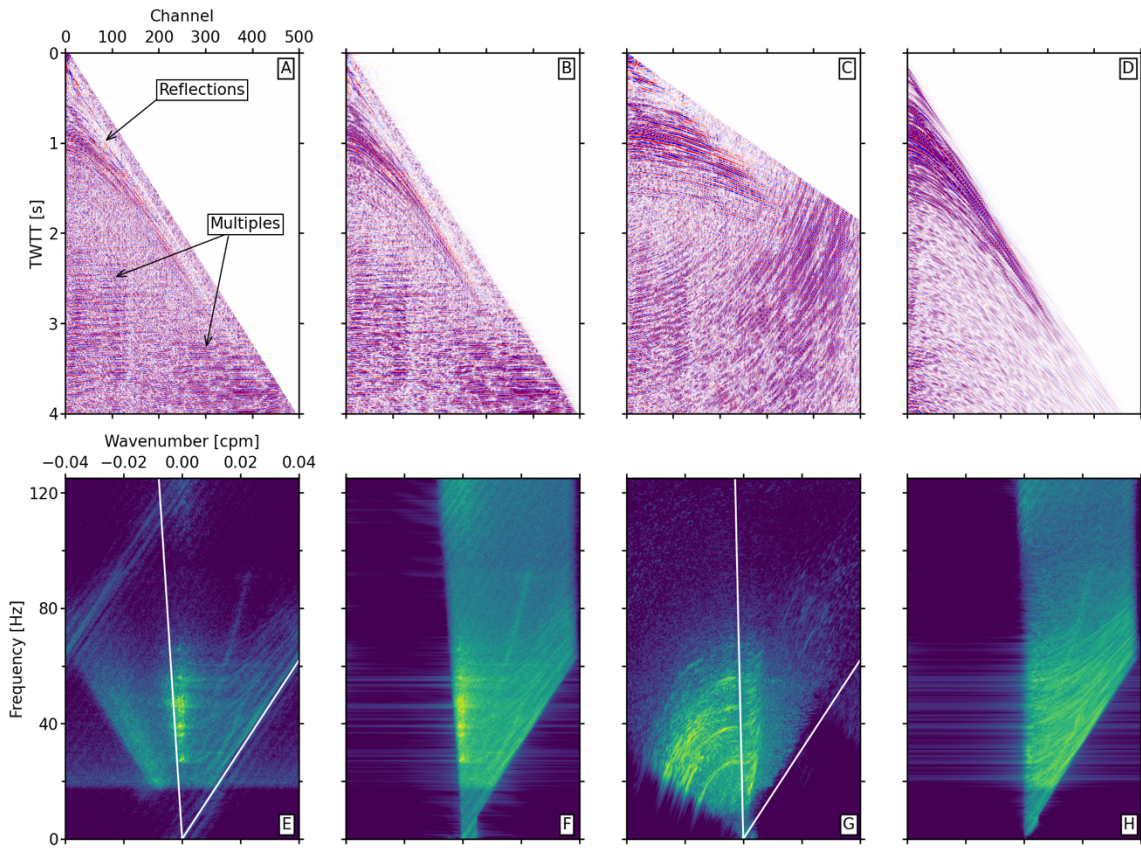 Channel
0 100 200 300 400 500
A B C D
Reflections
Multiples
TWTT [s]
0
1
2
3
4
Wavenumber [cpm]
−0.04 −0.02 0.00 0.02 0.04
120
80
40
0
Frequency [Hz]
E F G H